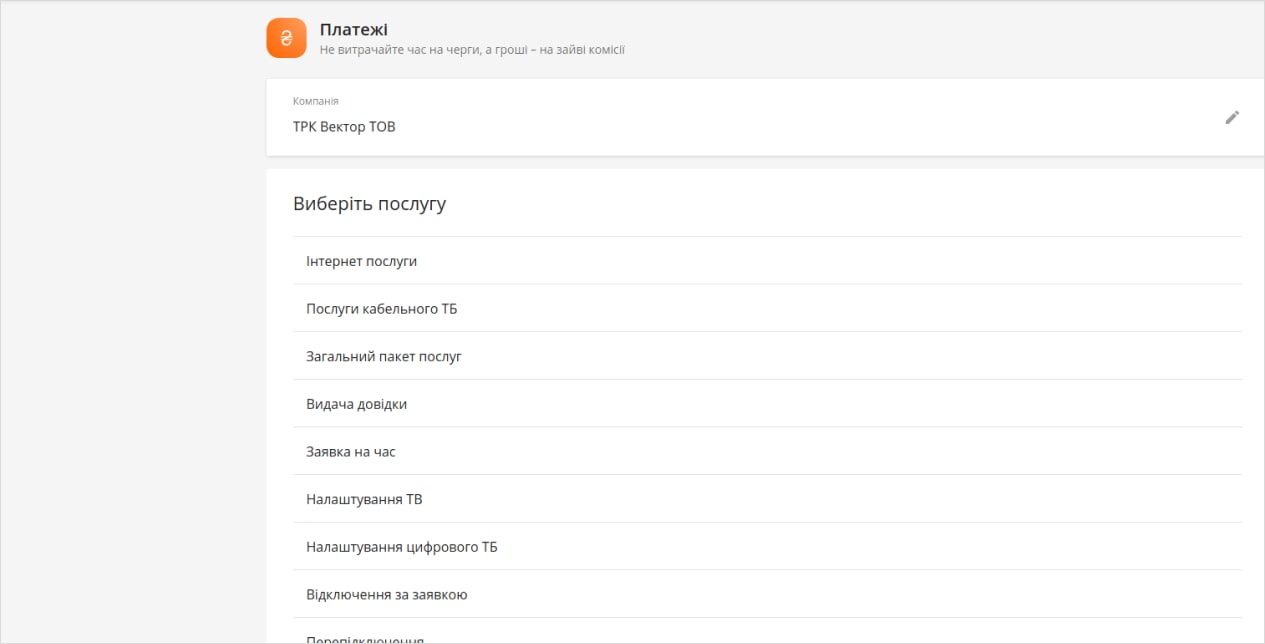 Платежі
Не витрачайте час на черги, а гроші – на зайві комісії
Компанія
ТРК Вектор ТОВ
Виберіть послугу
Інтернет послуги
Послуги кабельного ТБ
Загальний пакет послуг
Видача довідки
Заявка на час
Налаштування ТВ
Налаштування цифрового ТБ
Відключення за заявкою
Перепідключення